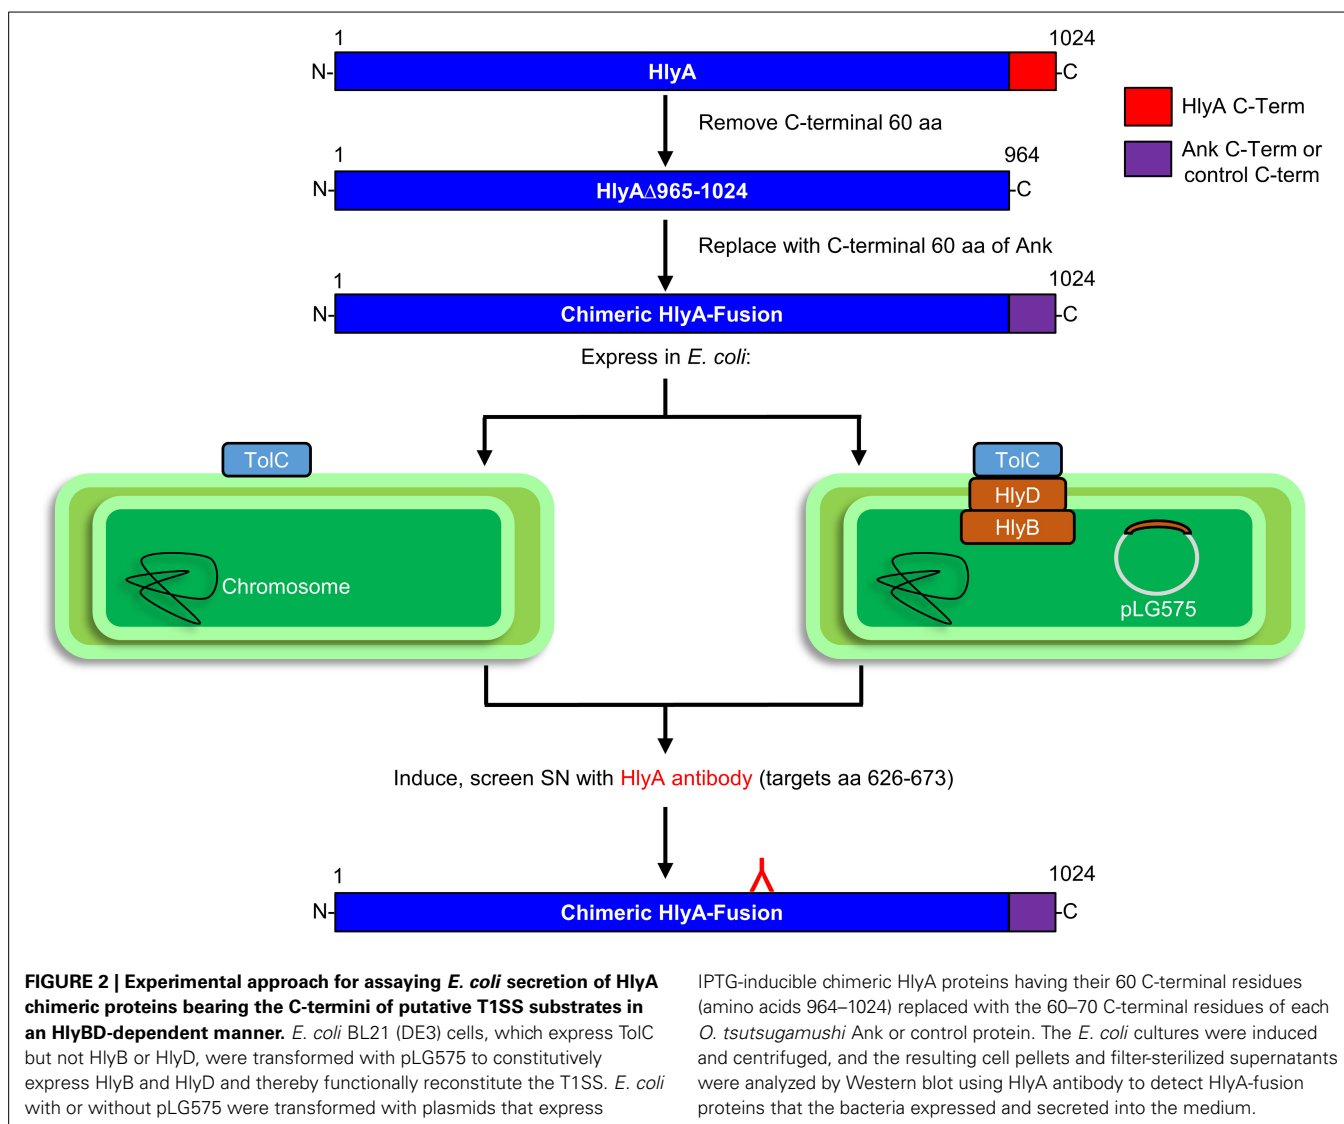 1
1024
N-
HlyA
-C
HlyA C-Term
Remove C-terminal 60 aa
Ank C-Term or
control C-term
1
964
N-
HlyAΔ965-1024
-C
Replace with C-terminal 60 aa of Ank
1
1024
N-
Chimeric HlyA-Fusion
-C
Express in E. coli:
TolC
TolC
HlyD
HlyB
Chromosome
pLG575
Induce, screen SN with HlyA antibody (targets aa 626-673)
1
1024
N-
Chimeric HlyA-Fusion
-C
FIGURE 2 | Experimental approach for assaying E. coli secretion of HlyA
chimeric proteins bearing the C-termini of putative T1SS substrates in
an HlyBD-dependent manner. E. coli BL21 (DE3) cells, which express TolC
but not HlyB or HlyD, were transformed with pLG575 to constitutively
express HlyB and HlyD and thereby functionally reconstitute the T1SS. E. coli
with or without pLG575 were transformed with plasmids that express
IPTG-inducible chimeric HlyA proteins having their 60 C-terminal residues
(amino acids 964–1024) replaced with the 60–70 C-terminal residues of each
O. tsutsugamushi Ank or control protein. The E. coli cultures were induced
and centrifuged, and the resulting cell pellets and filter-sterilized supernatants
were analyzed by Western blot using HlyA antibody to detect HlyA-fusion
proteins that the bacteria expressed and secreted into the medium.